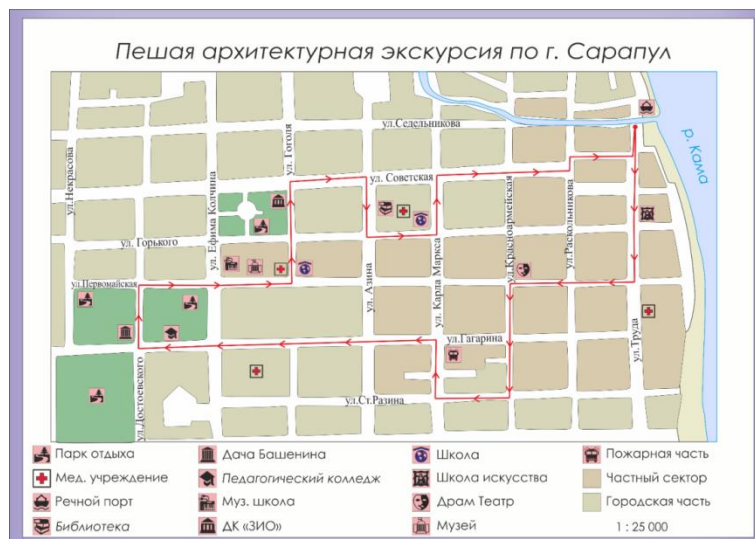 Пешая архитектурная экскурсия по г. Сарапул
ул.Седельникова
р. Кама
ул.Некрасова
ул. Гоголя
ул. Советская
ул. Ефима Колчина
ул. Горького
ул. Азина
ул. Карла Маркса
ул.Красноармейская
ул.Раскольникова
ул.Первомайская
ул.Гагарина
ул.Труда
ул.Достоевского
ул.Ст.Разина
Парк отдыха
Дача Башенина
Школа
Пожарная часть
Мед. учреждение
Педагогический колледж
Школа искусства
Частный сектор
Речной порт
Муз. школа
Драм Театр
Городская часть
Библиотека
ДК «ЗИО»
Музей
1 : 25 000